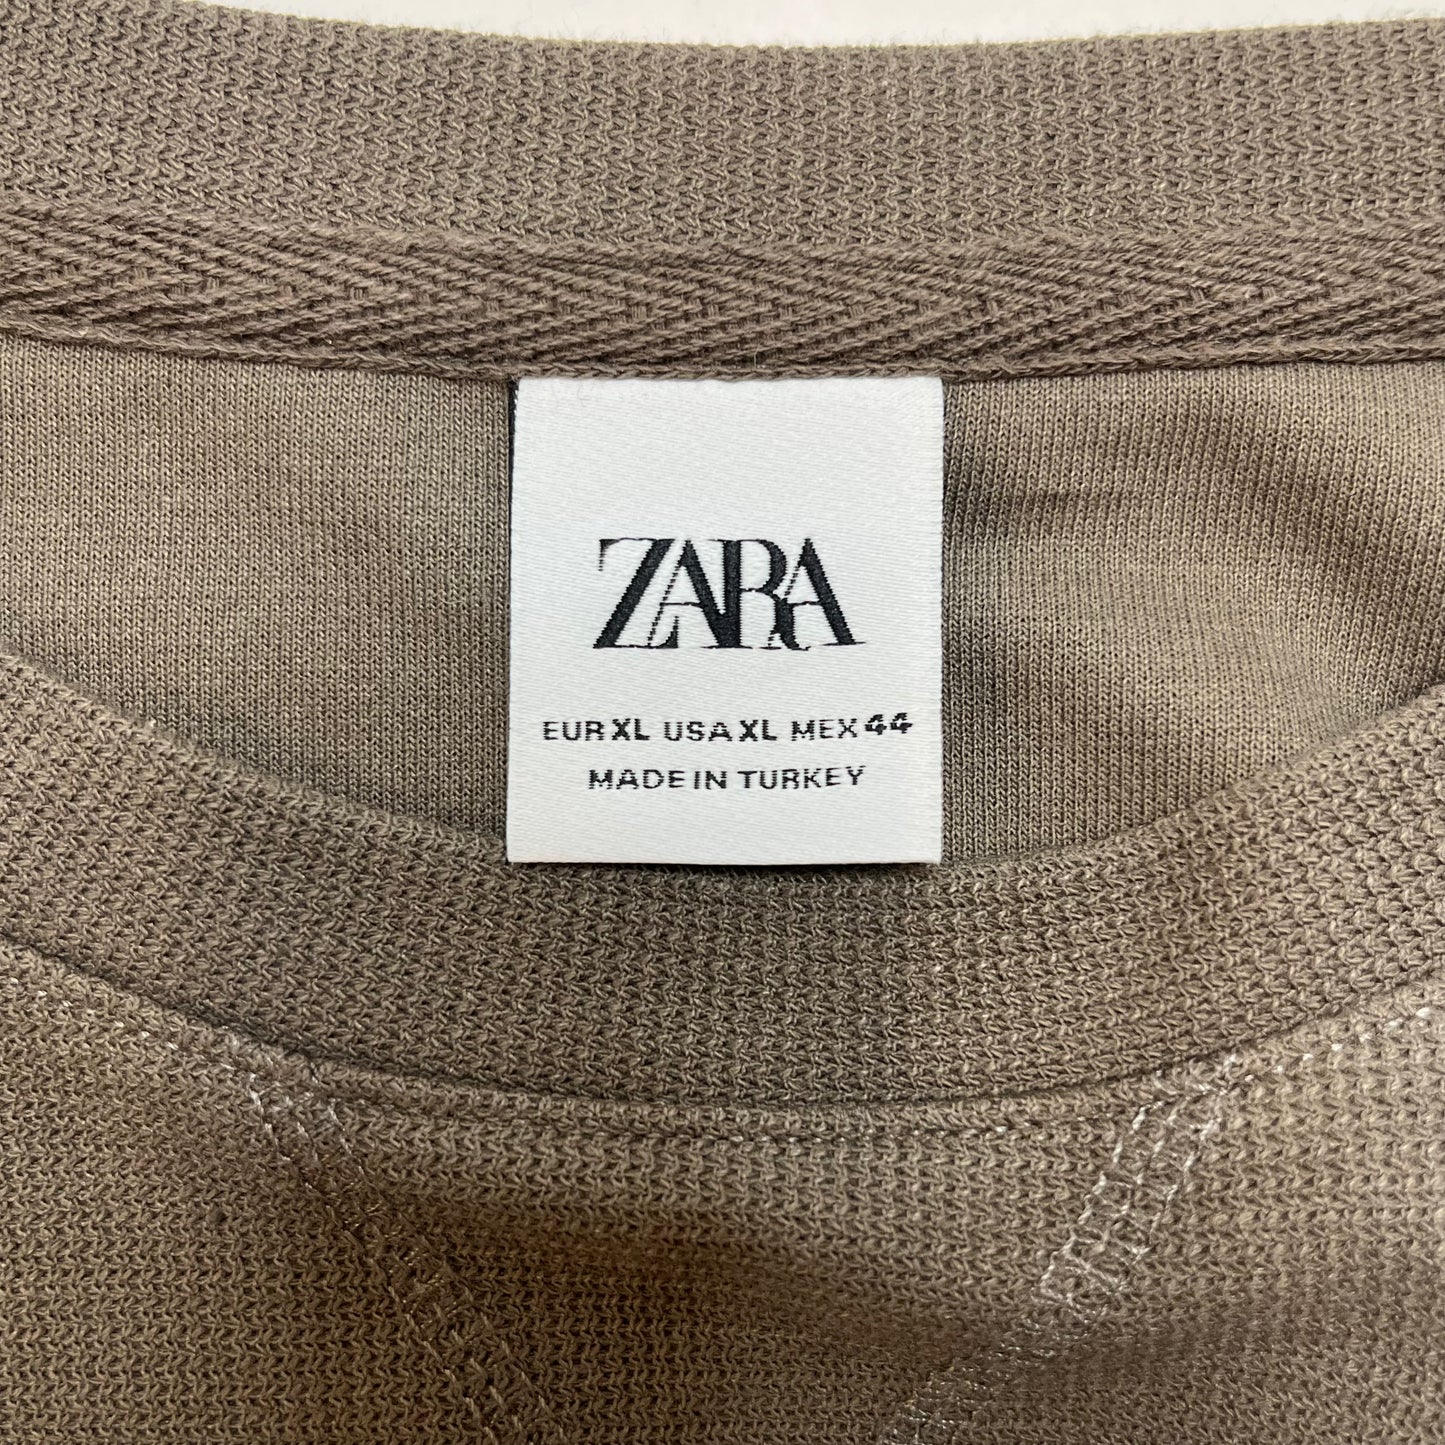 ZARA
EUR XL USA XL MEX 44
MADE IN TURKEY